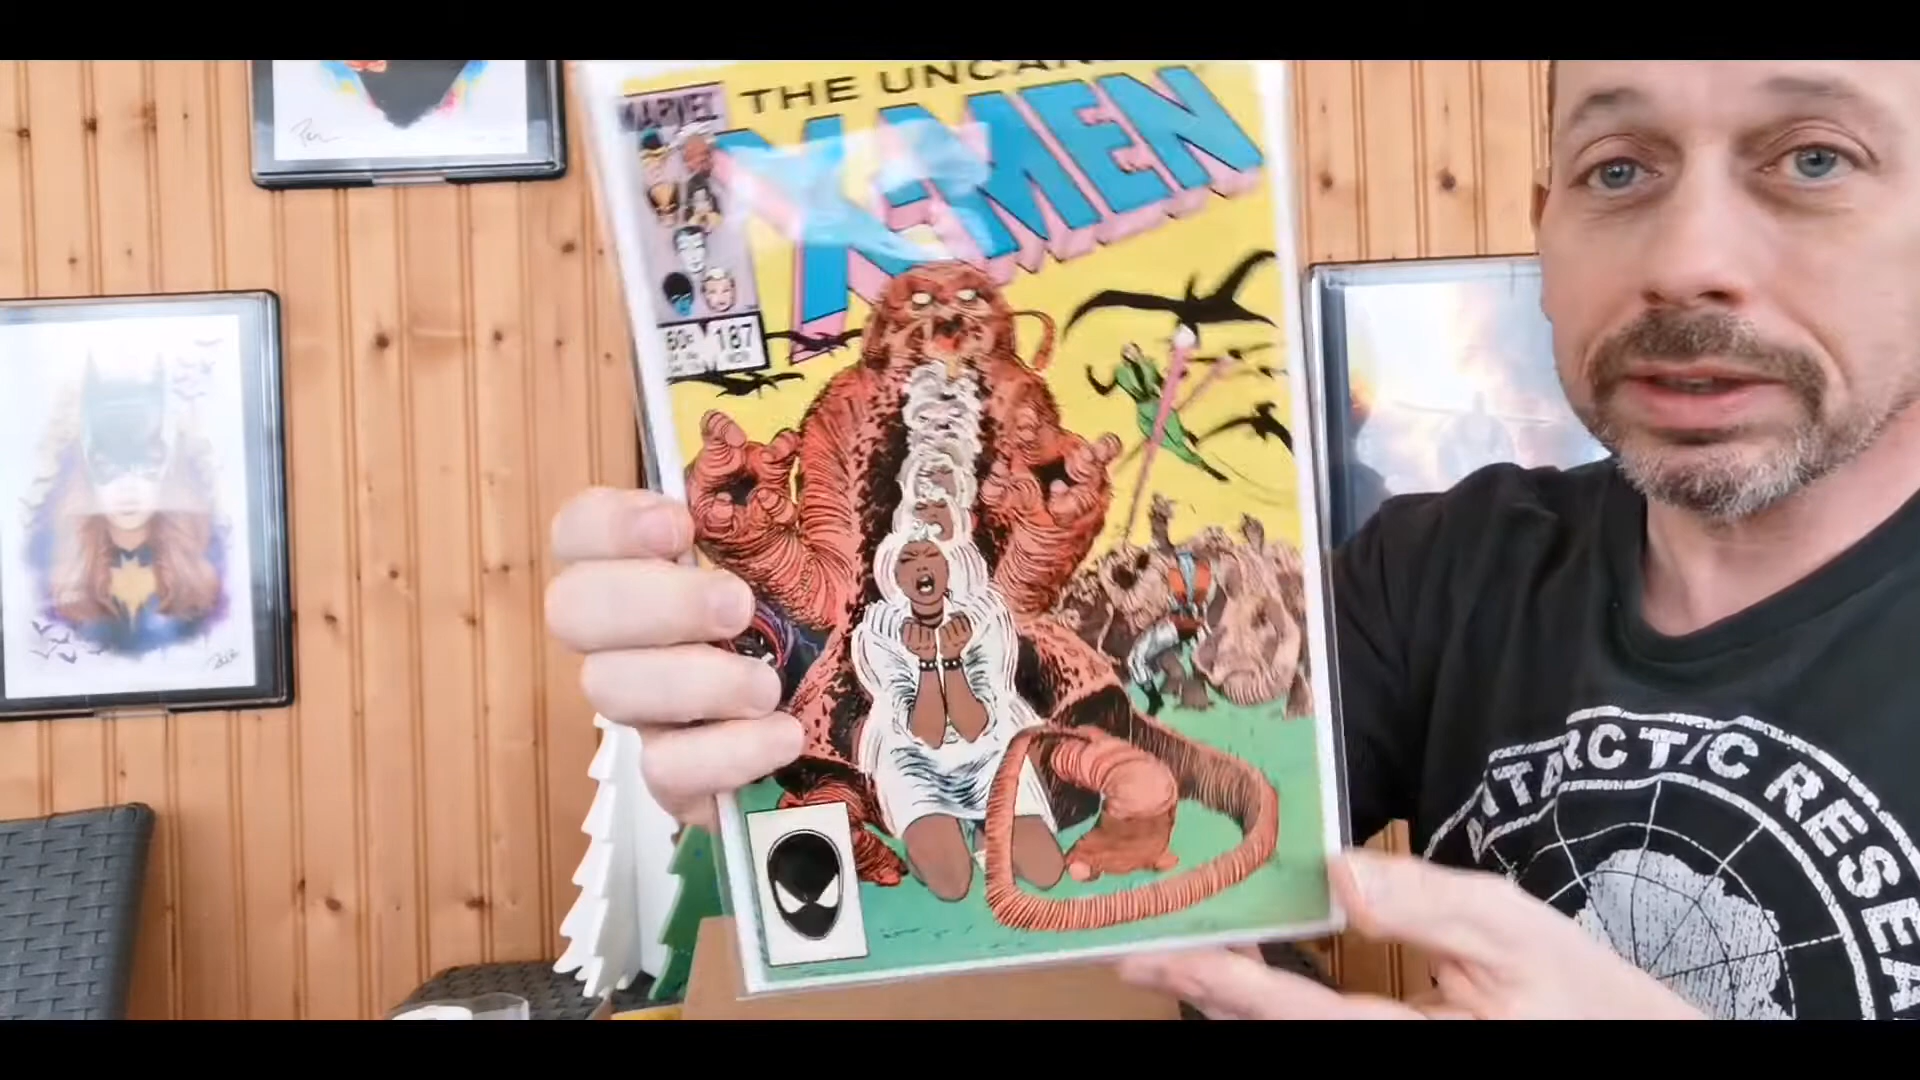 MARVEL
THE UNCAN
X-MEN
60¢
187
NOV
ANTARCTIC RESEA